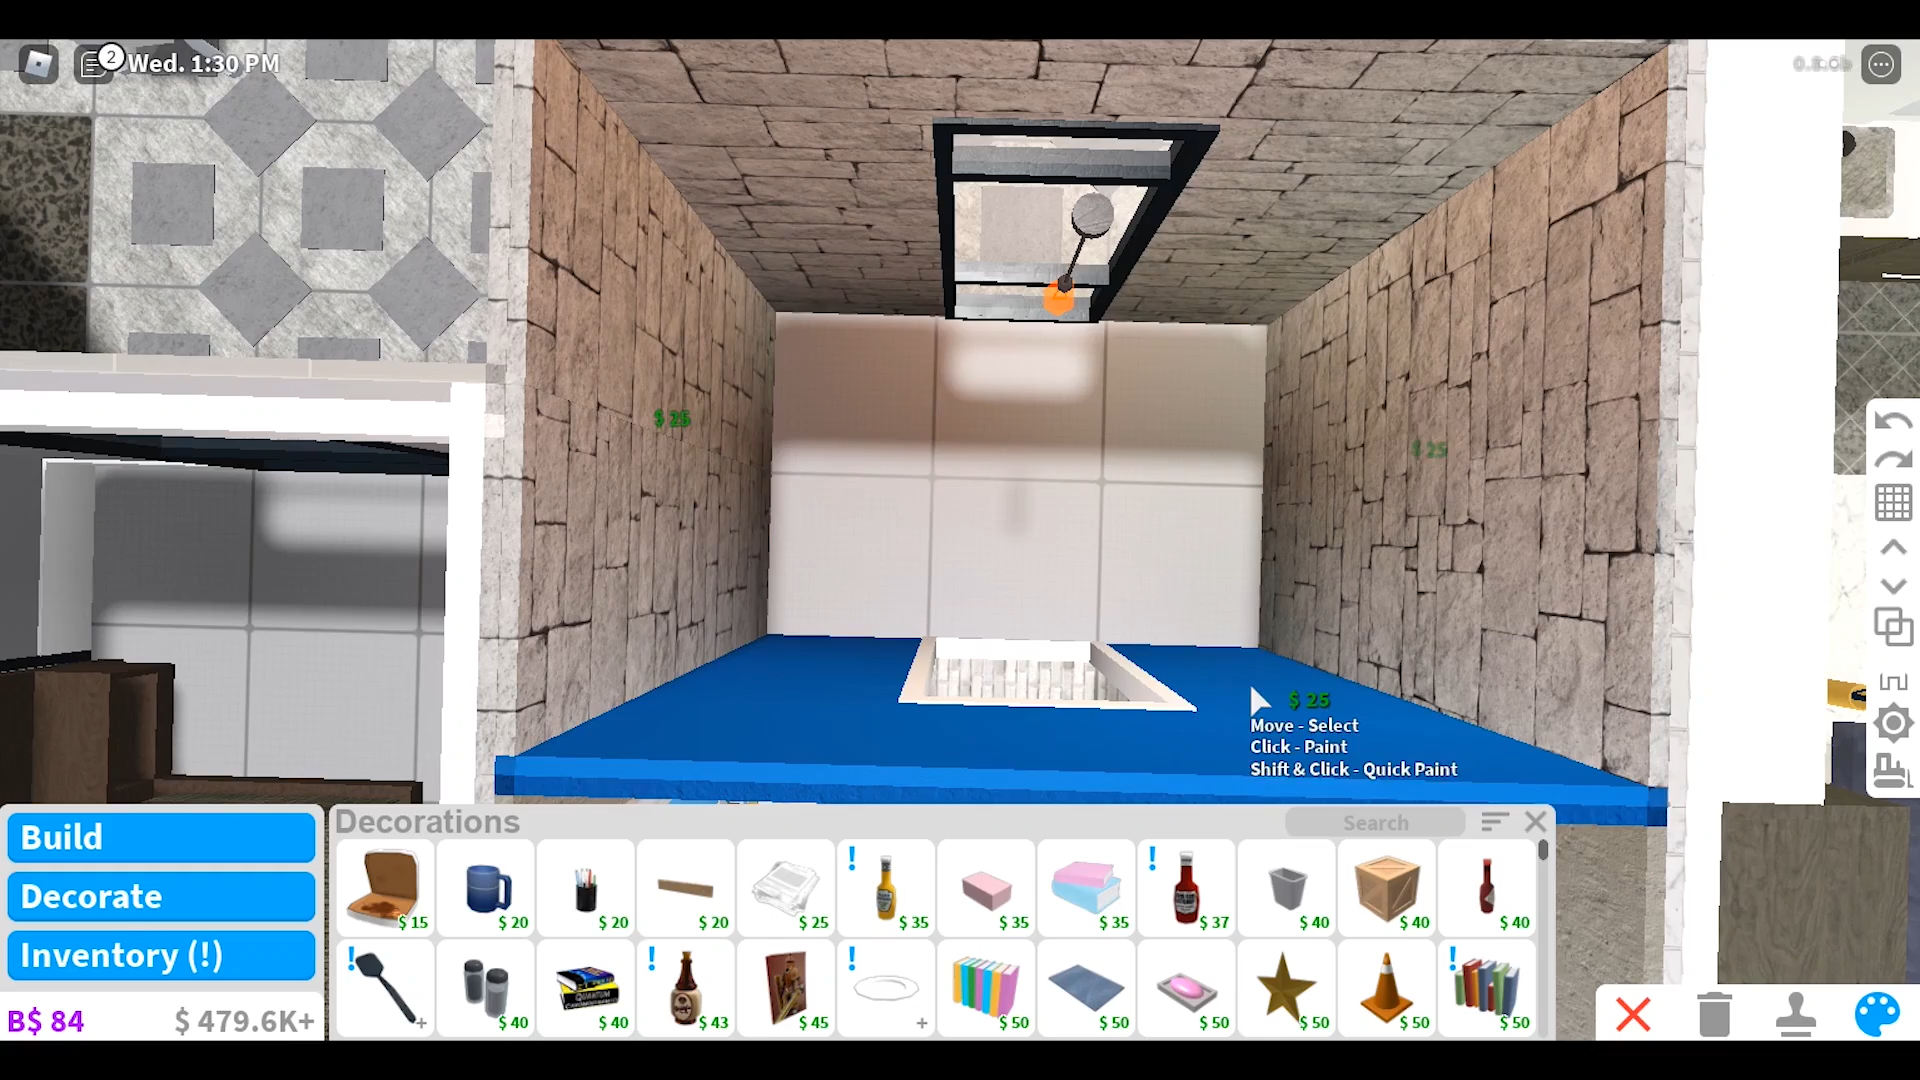 2
Wed. 1:30 PM
$ 25
$ 25
$ 25
Move - Select
Click - Paint
Shift & Click - Quick Paint
Build
Decorate
Inventory (!)
B$ 84
$ 479.6K+
Decorations
Search
$ 15
$ 20
$ 20
$ 20
$ 25
! $ 35
$ 35
$ 35
! $ 37
$ 40
$ 40
$ 40
! +
$ 40
QUANTUM
$ 40
! $ 43
$ 45
! +
$ 50
$ 50
$ 50
$ 50
$ 50
! $ 50